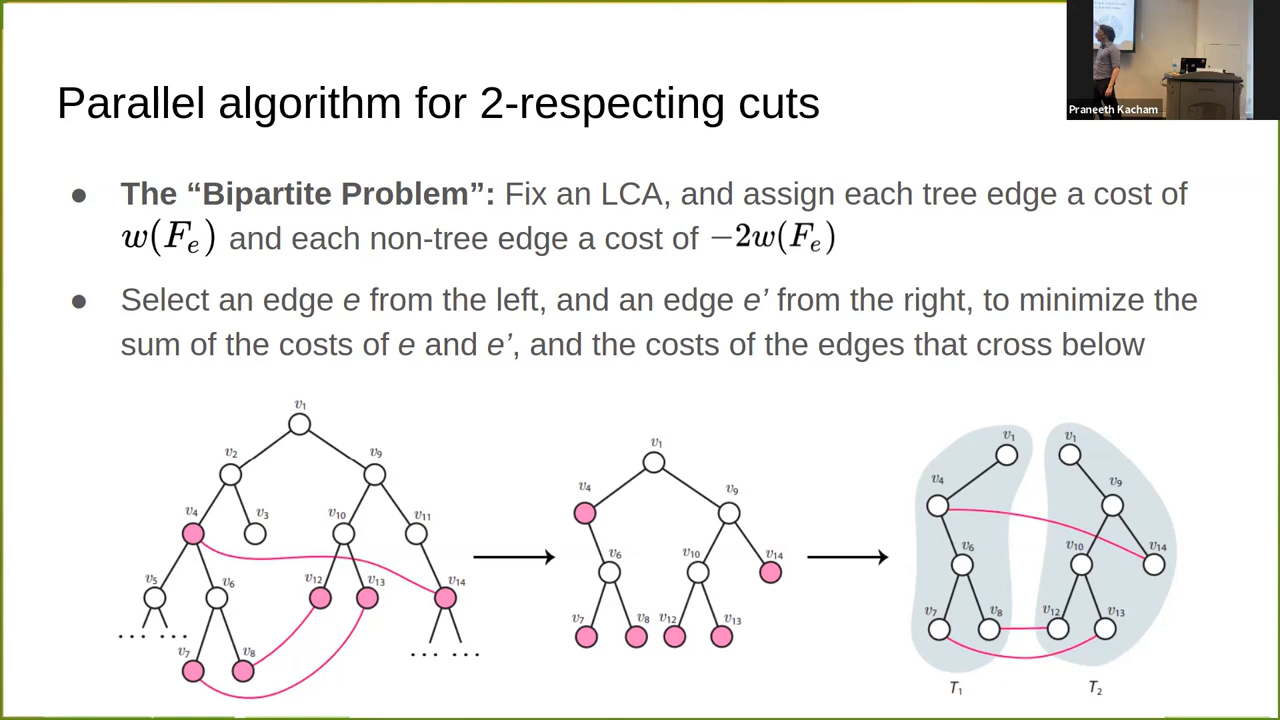 Parallel algorithm for 2-respecting cuts
Praneeth Kacham
● The “Bipartite Problem”: Fix an LCA, and assign each tree edge a cost of
w(Fₑ) and each non-tree edge a cost of −2w(Fₑ)
● Select an edge e from the left, and an edge e’ from the right, to minimize the
sum of the costs of e and e’, and the costs of the edges that cross below
v₁
v₂ v₉
v₄ v₃ v₁₀ v₁₁
v₅ v₆ v₁₂ v₁₃ v₁₄
... ... v₇ v₈ ... ...
v₁
v₄ v₉
v₆ v₁₀ v₁₄
v₇ v₈ v₁₂ v₁₃
v₁ v₁
v₄ v₉
v₆ v₁₀ v₁₄
v₇ v₈ v₁₂ v₁₃
T₁ T₂